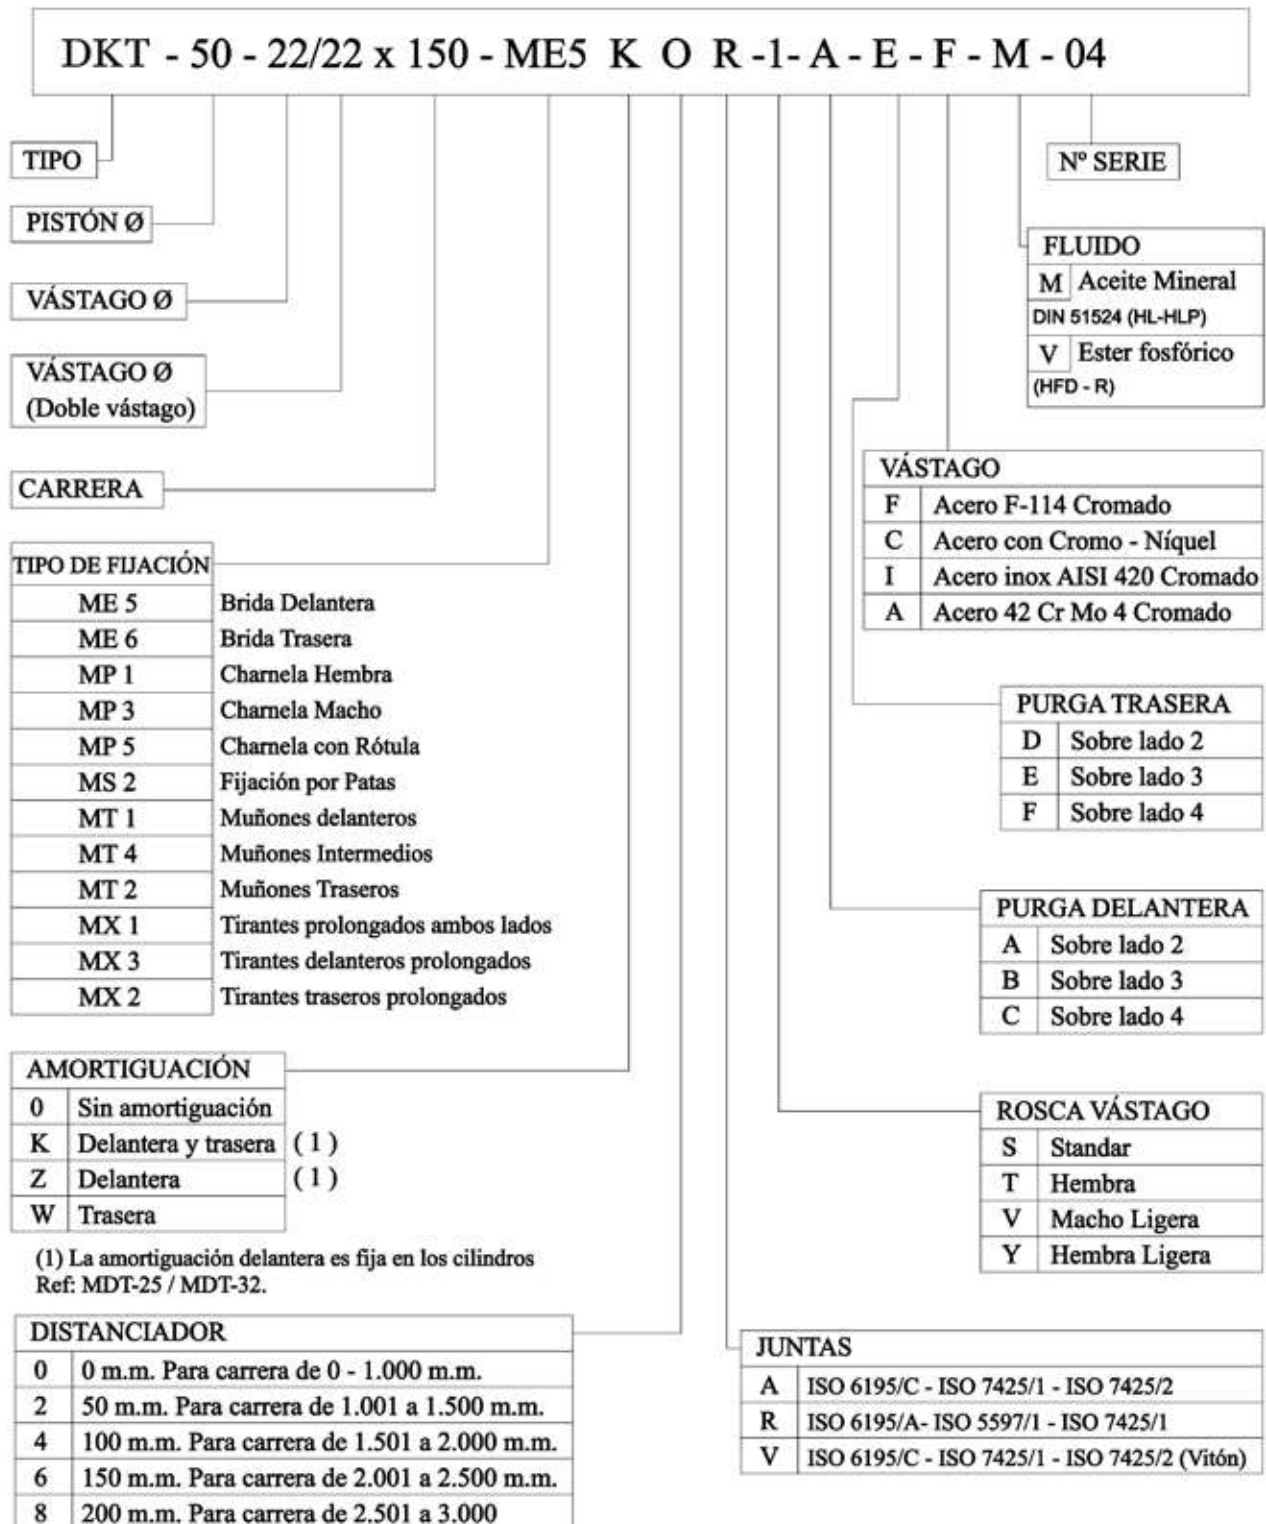 DKT - 50 - 22/22 x 150 - ME5 K O R -1- A - E - F - M - 04
TIPO
PISTÓN Ø
VÁSTAGO Ø
VÁSTAGO Ø
(Doble vástago)
CARRERA
TIPO DE FIJACIÓN
ME 5 Brida Delantera
ME 6 Brida Trasera
MP 1 Charnela Hembra
MP 3 Charnela Macho
MP 5 Charnela con Rótula
MS 2 Fijación por Patas
MT 1 Muñones delanteros
MT 4 Muñones Intermedios
MT 2 Muñones Traseros
MX 1 Tirantes prolongados ambos lados
MX 3 Tirantes delanteros prolongados
MX 2 Tirantes traseros prolongados
AMORTIGUACIÓN
0 Sin amortiguación
K Delantera y trasera ( 1 )
Z Delantera ( 1 )
W Trasera
(1) La amortiguación delantera es fija en los cilindros
Ref: MDT-25 / MDT-32.
DISTANCIADOR
0 0 m.m. Para carrera de 0 - 1.000 m.m.
2 50 m.m. Para carrera de 1.001 a 1.500 m.m.
4 100 m.m. Para carrera de 1.501 a 2.000 m.m.
6 150 m.m. Para carrera de 2.001 a 2.500 m.m.
8 200 m.m. Para carrera de 2.501 a 3.000
Nº SERIE
FLUIDO
M Aceite Mineral
DIN 51524 (HL-HLP)
V Ester fosfórico
(HFD - R)
VÁSTAGO
F Acero F-114 Cromado
C Acero con Cromo - Níquel
I Acero inox AISI 420 Cromado
A Acero 42 Cr Mo 4 Cromado
PURGA TRASERA
D Sobre lado 2
E Sobre lado 3
F Sobre lado 4
PURGA DELANTERA
A Sobre lado 2
B Sobre lado 3
C Sobre lado 4
ROSCA VÁSTAGO
S Standar
T Hembra
V Macho Ligera
Y Hembra Ligera
JUNTAS
A ISO 6195/C - ISO 7425/1 - ISO 7425/2
R ISO 6195/A- ISO 5597/1 - ISO 7425/1
V ISO 6195/C - ISO 7425/1 - ISO 7425/2 (Vitón)